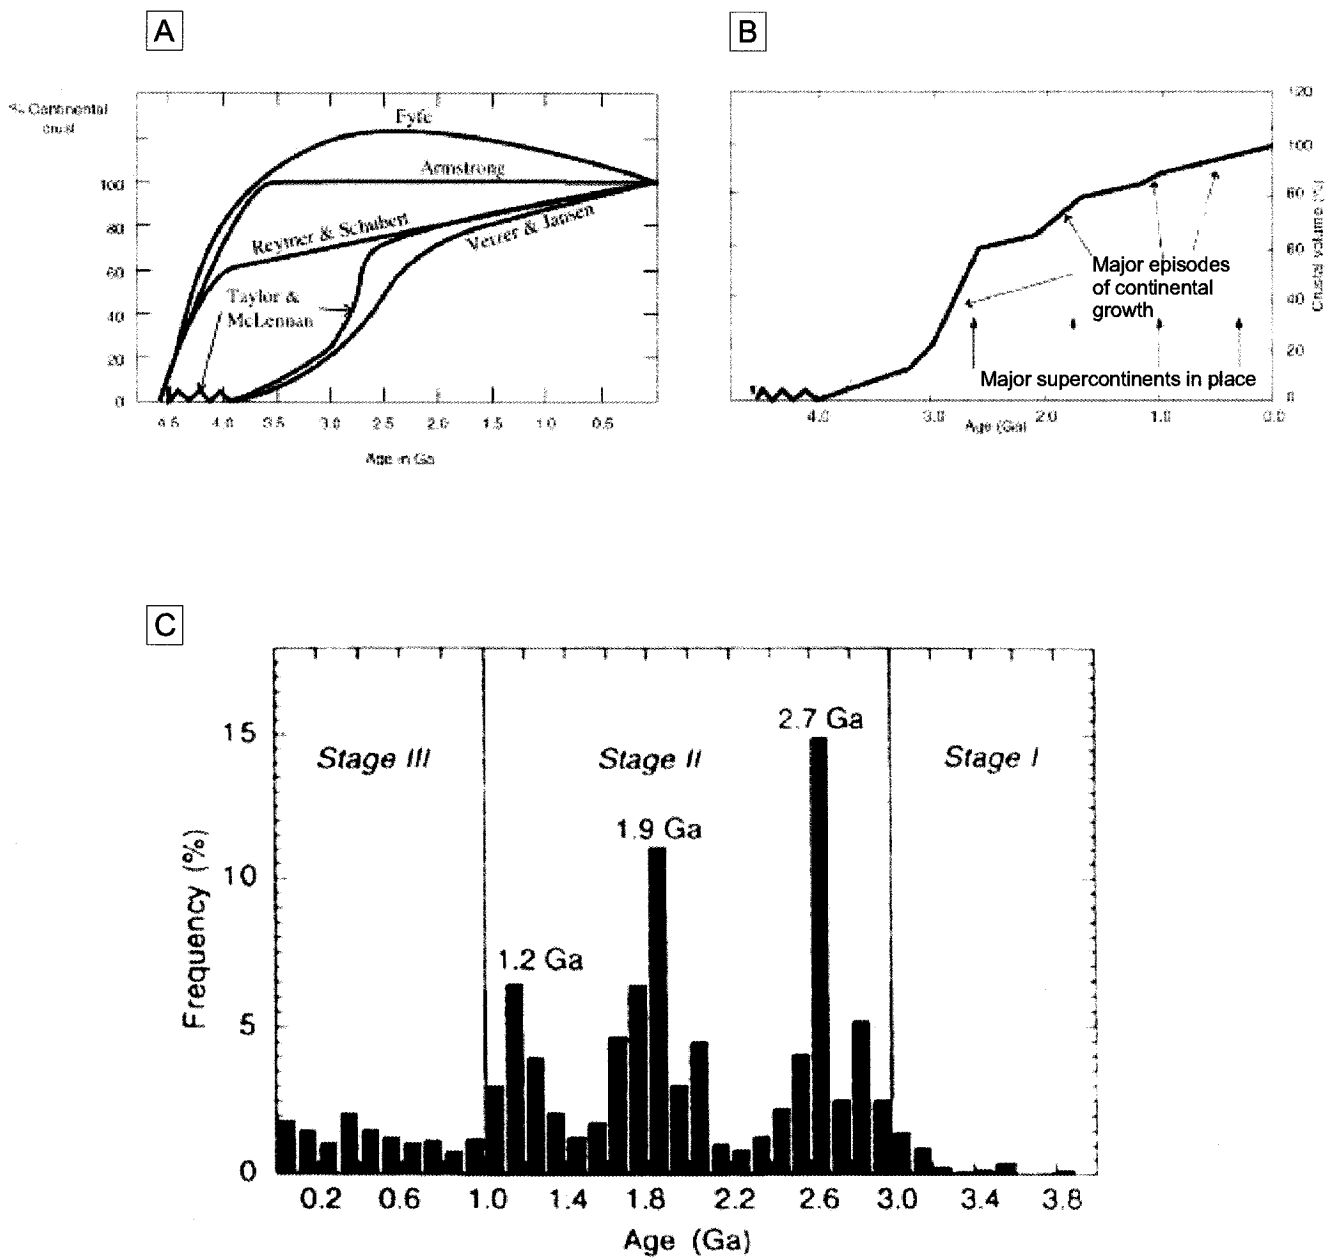 A
% Continental
crust
100
80
60
40
20
0
Fyfe
Armstrong
Reymer & Schubert
Veizer & Jansen
Taylor &
McLennan
4.5 4.0 3.5 3.0 2.5 2.0 1.5 1.0 0.5
Age in Ga
B
120
100
80
60
40
20
0
Crustal volume (%)
Major episodes
of continental
growth
Major supercontinents in place
4.0 3.0 2.0 1.0 0.0
Age (Ga)
C
15
10
5
0
Frequency (%)
Stage III
Stage II
Stage I
2.7 Ga
1.9 Ga
1.2 Ga
0.2 0.6 1.0 1.4 1.8 2.2 2.6 3.0 3.4 3.8
Age (Ga)